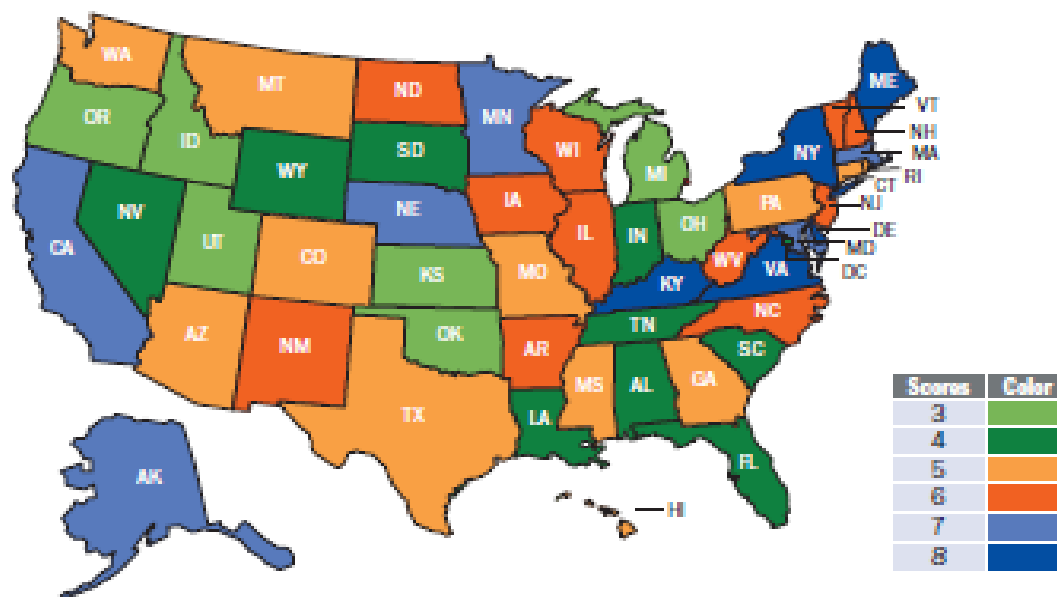 WA
MT
ND
MN
ME
VT
OR
ID
SD
WI
NH
WY
MI
NY
MA
RI
CT
NV
NE
IA
PA
NJ
UT
IL
IN
OH
DE
CA
CO
KS
MO
WV
MD
KY
VA
DC
AZ
NM
OK
AR
TN
NC
SC
MS
AL
GA
TX
LA
FL
AK
HI
Scores Color
3
4
5
6
7
8